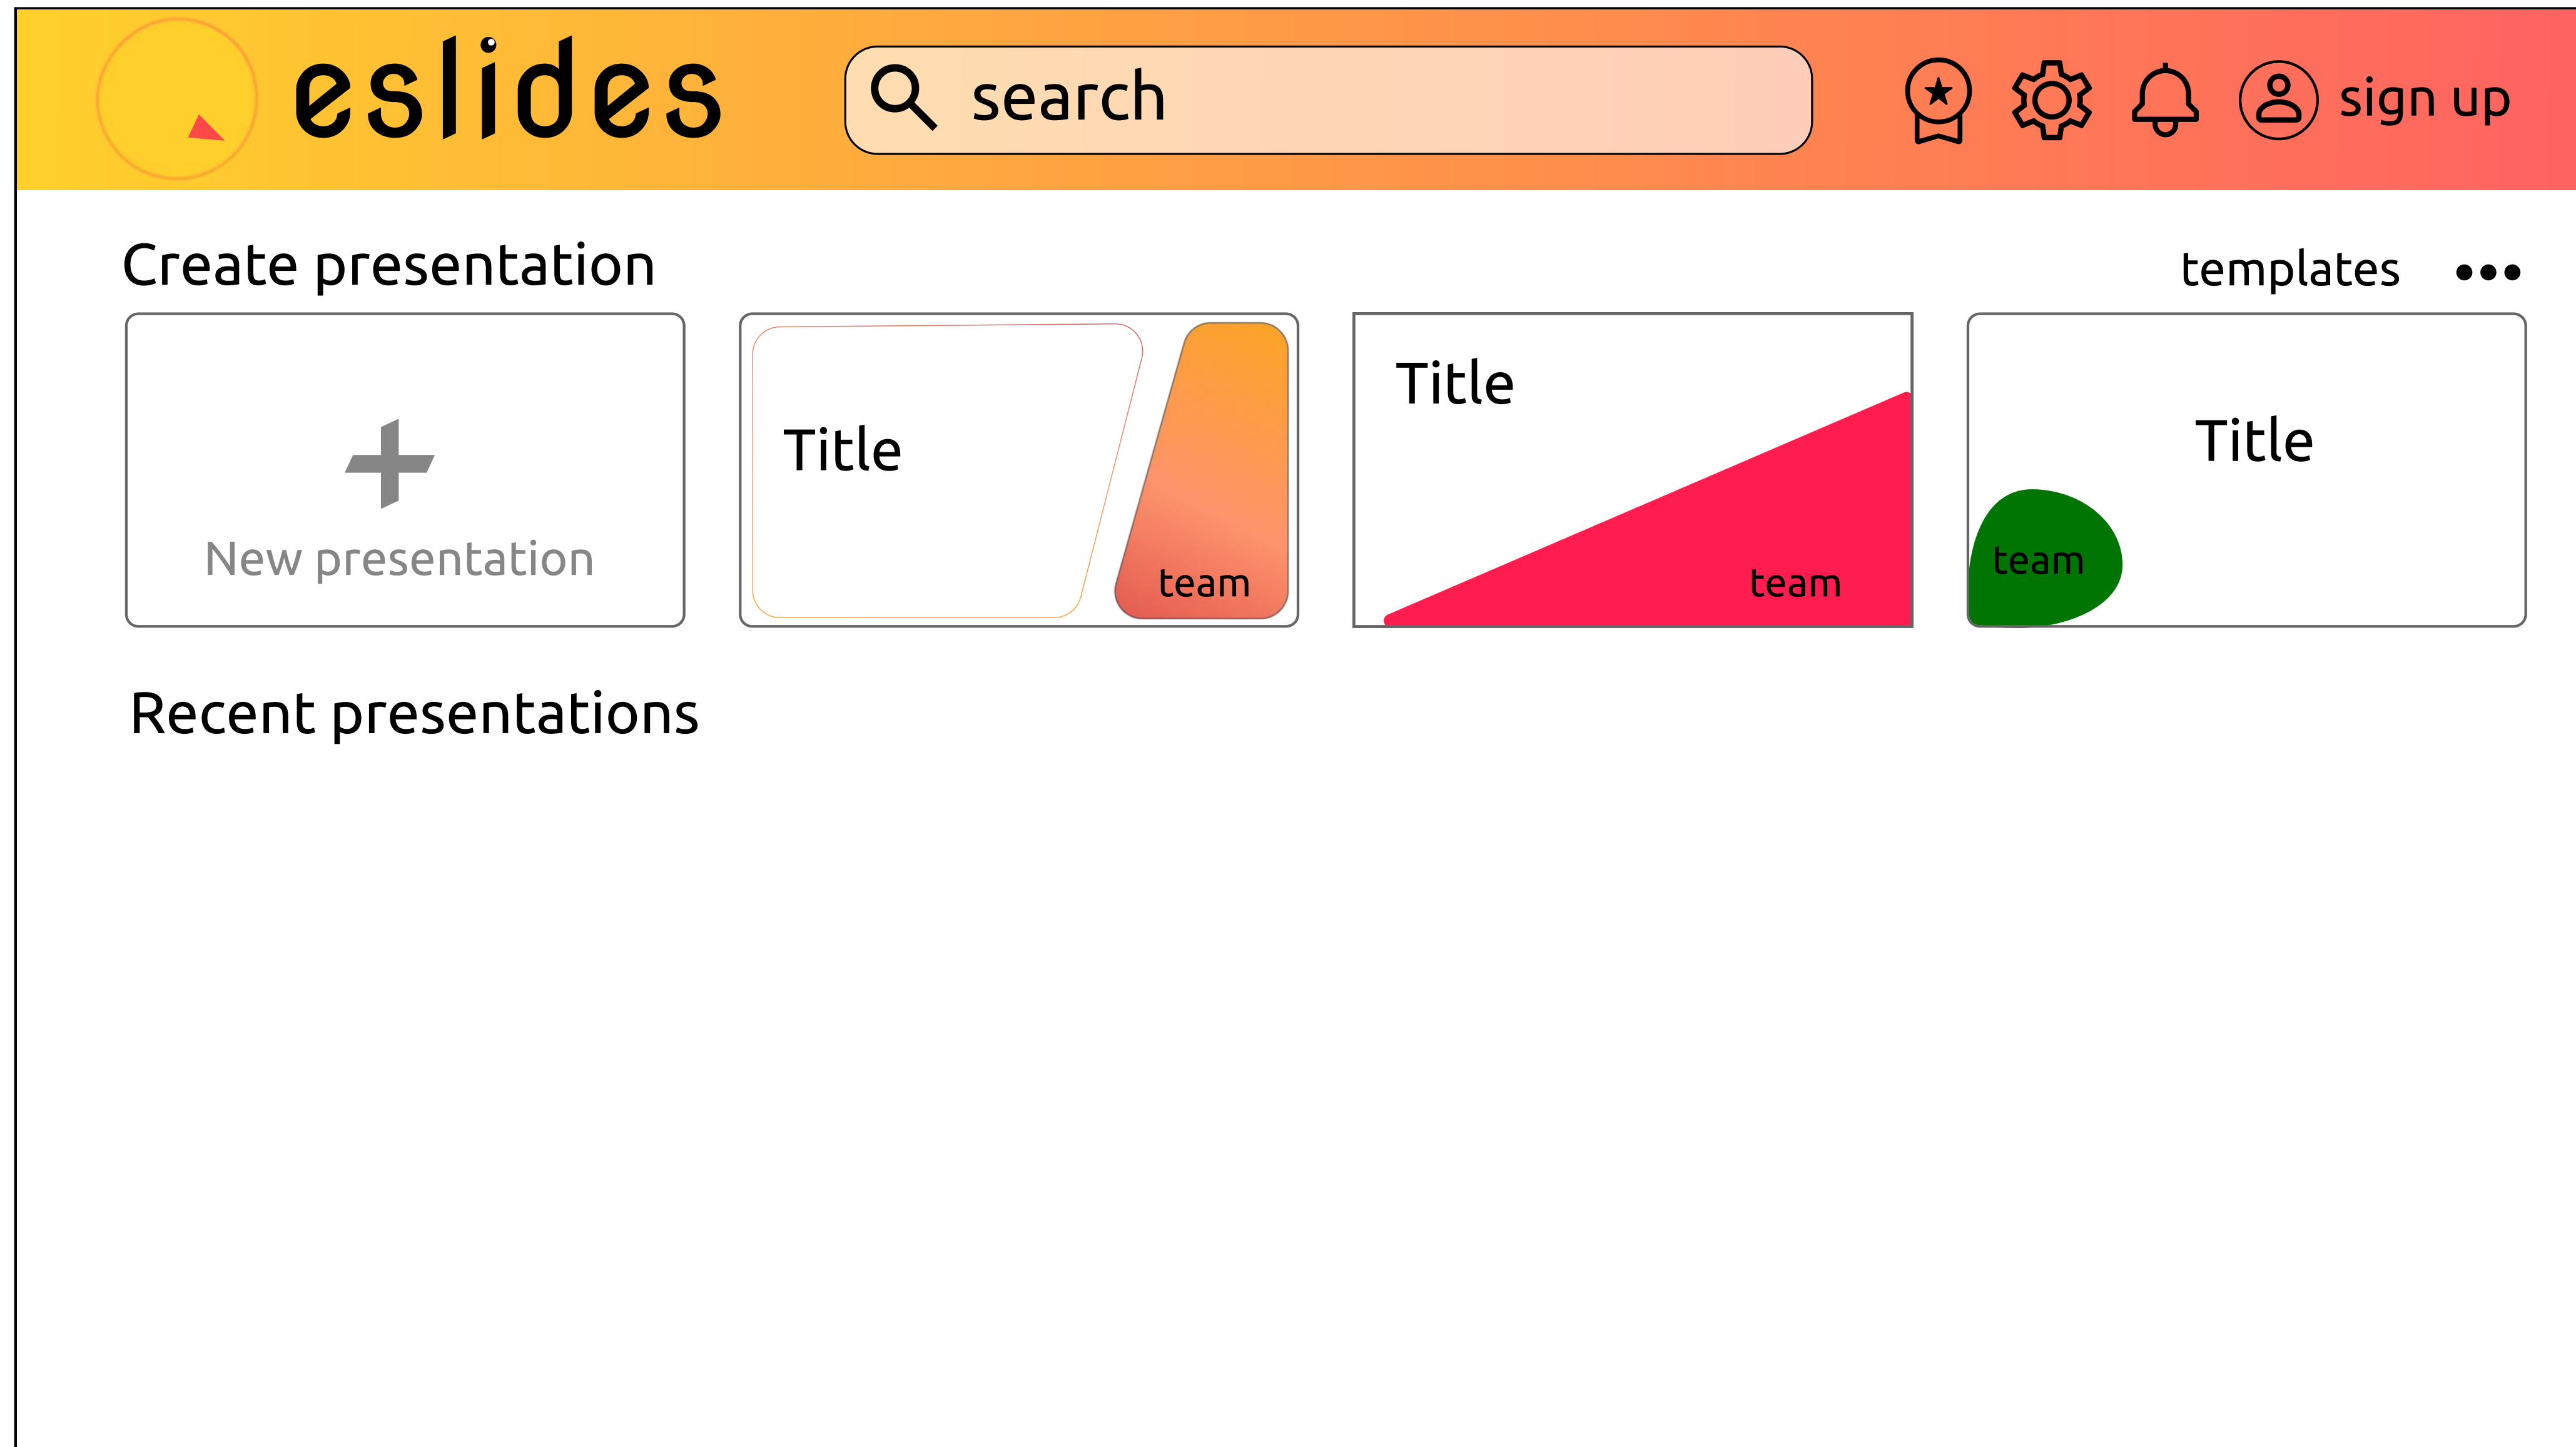 eslides
search
sign up
Create presentation
templates
New presentation
Title
team
Title
team
Title
team
Recent presentations